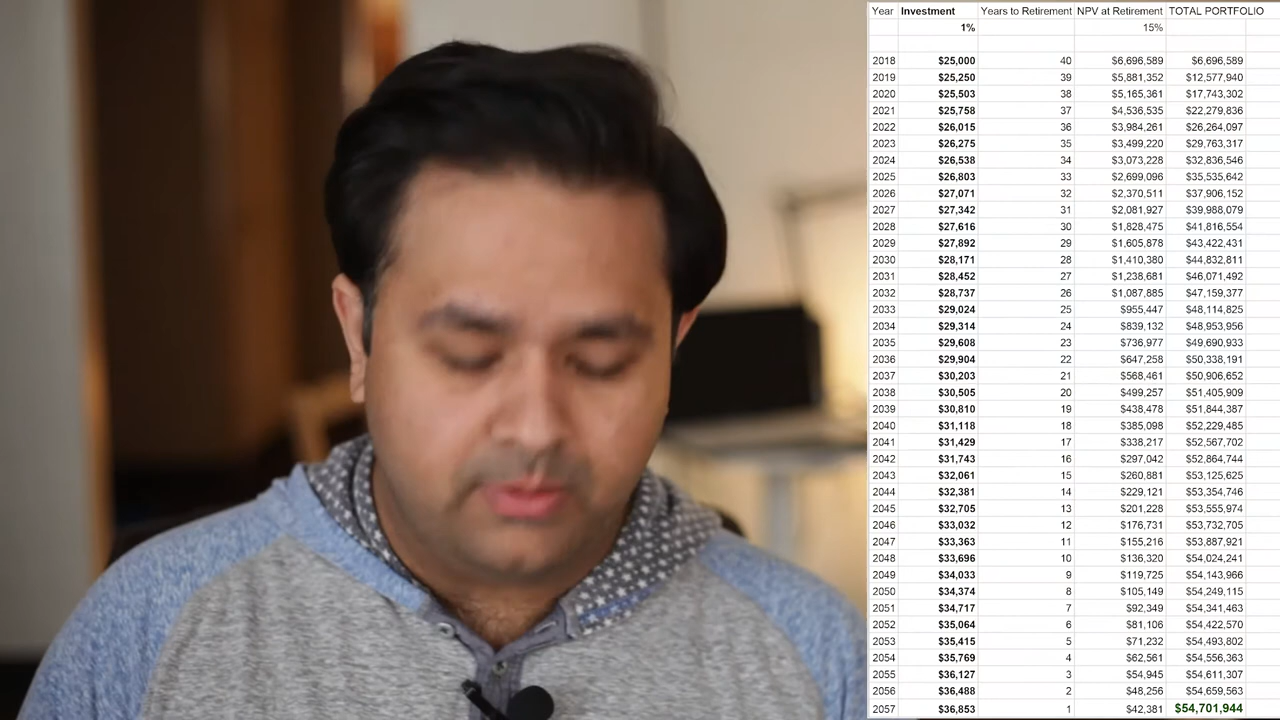 Year Investment Years to Retirement NPV at Retirement TOTAL PORTFOLIO
1% 15%
2018 $25,000 40 $6,696,589 $6,696,589
2019 $25,250 39 $5,881,352 $12,577,940
2020 $25,503 38 $5,165,361 $17,743,302
2021 $25,758 37 $4,536,535 $22,279,836
2022 $26,015 36 $3,984,261 $26,264,097
2023 $26,275 35 $3,499,220 $29,763,317
2024 $26,538 34 $3,073,228 $32,836,546
2025 $26,803 33 $2,699,096 $35,535,642
2026 $27,071 32 $2,370,511 $37,906,152
2027 $27,342 31 $2,081,927 $39,988,079
2028 $27,616 30 $1,828,475 $41,816,554
2029 $27,892 29 $1,605,878 $43,422,431
2030 $28,171 28 $1,410,380 $44,832,811
2031 $28,452 27 $1,238,681 $46,071,492
2032 $28,737 26 $1,087,885 $47,159,377
2033 $29,024 25 $955,447 $48,114,825
2034 $29,314 24 $839,132 $48,953,956
2035 $29,608 23 $736,977 $49,690,933
2036 $29,904 22 $647,258 $50,338,191
2037 $30,203 21 $568,461 $50,906,652
2038 $30,505 20 $499,257 $51,405,909
2039 $30,810 19 $438,478 $51,844,387
2040 $31,118 18 $385,098 $52,229,485
2041 $31,429 17 $338,217 $52,567,702
2042 $31,743 16 $297,042 $52,864,744
2043 $32,061 15 $260,881 $53,125,625
2044 $32,381 14 $229,121 $53,354,746
2045 $32,705 13 $201,228 $53,555,974
2046 $33,032 12 $176,731 $53,732,705
2047 $33,363 11 $155,216 $53,887,921
2048 $33,696 10 $136,320 $54,024,241
2049 $34,033 9 $119,725 $54,143,966
2050 $34,374 8 $105,149 $54,249,115
2051 $34,717 7 $92,349 $54,341,463
2052 $35,064 6 $81,106 $54,422,570
2053 $35,415 5 $71,232 $54,493,802
2054 $35,769 4 $62,561 $54,556,363
2055 $36,127 3 $54,945 $54,611,307
2056 $36,488 2 $48,256 $54,659,563
2057 $36,853 1 $42,381 $54,701,944